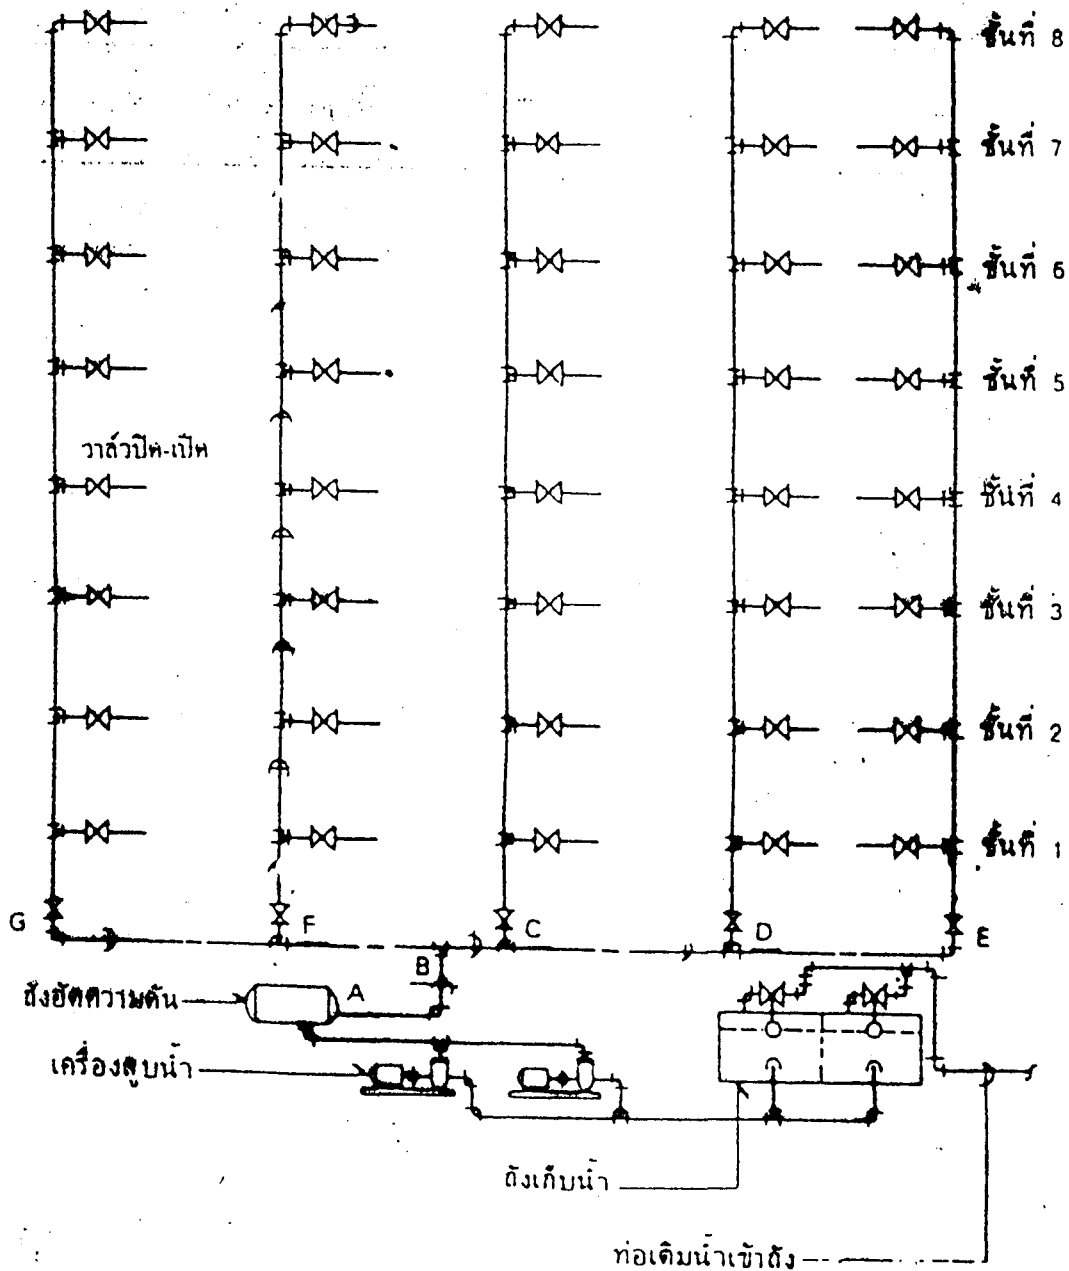 ชั้นที่ 8
ชั้นที่ 7
ชั้นที่ 6
ชั้นที่ 5
วาล์วปิด-เปิด
ชั้นที่ 4
ชั้นที่ 3
ชั้นที่ 2
ชั้นที่ 1
G
F
C
D
E
B
A
ถังอัดความดัน
เครื่องสูบน้ำ
ถังเก็บน้ำ
ท่อเติมน้ำเข้าถัง